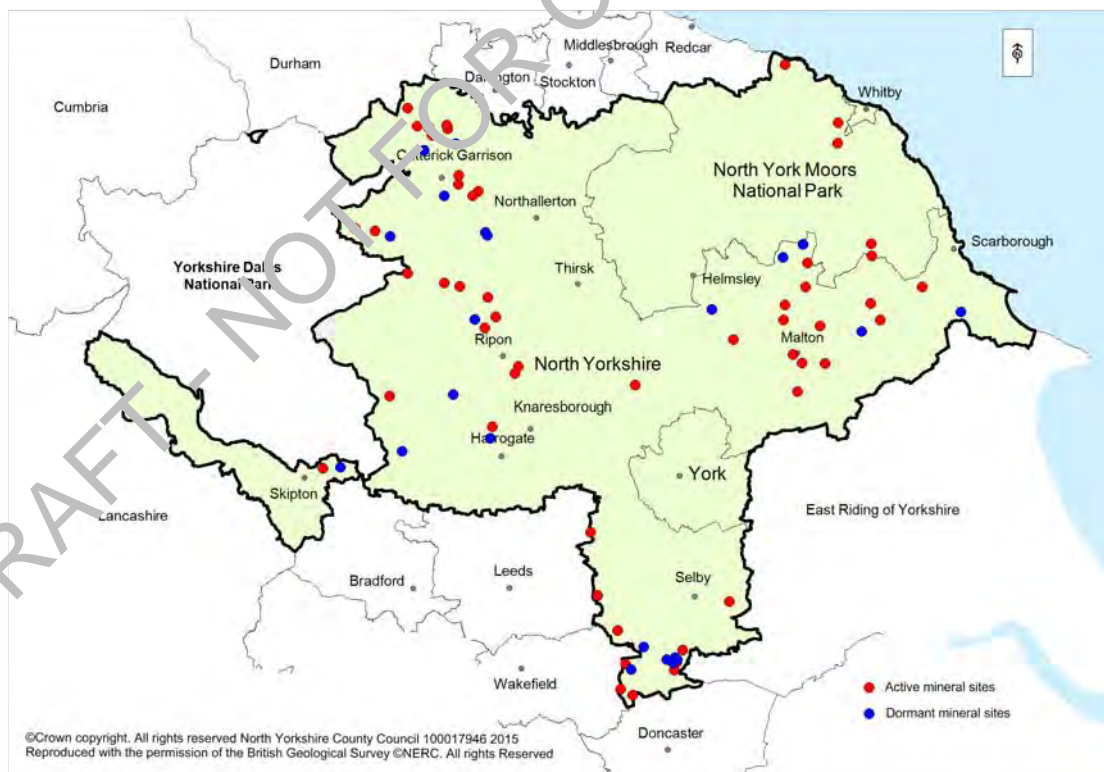 Middlesbrough
Redcar
Durham
Darlington
Stockton
Cumbria
Whitby
Catterick Garrison
North York Moors
National Park
Northallerton
Scarborough
Yorkshire Dales
National Park
Thirsk
Helmsley
Ripon
Malton
North Yorkshire
Knaresborough
Harrogate
York
Skipton
Lancashire
East Riding of Yorkshire
Bradford
Leeds
Selby
Wakefield
Active mineral sites
Dormant mineral sites
Doncaster
©Crown copyright. All rights reserved North Yorkshire County Council 100017946 2015
Reproduced with the permission of the British Geological Survey ©NERC. All rights Reserved
DRAFT - NOT FOR